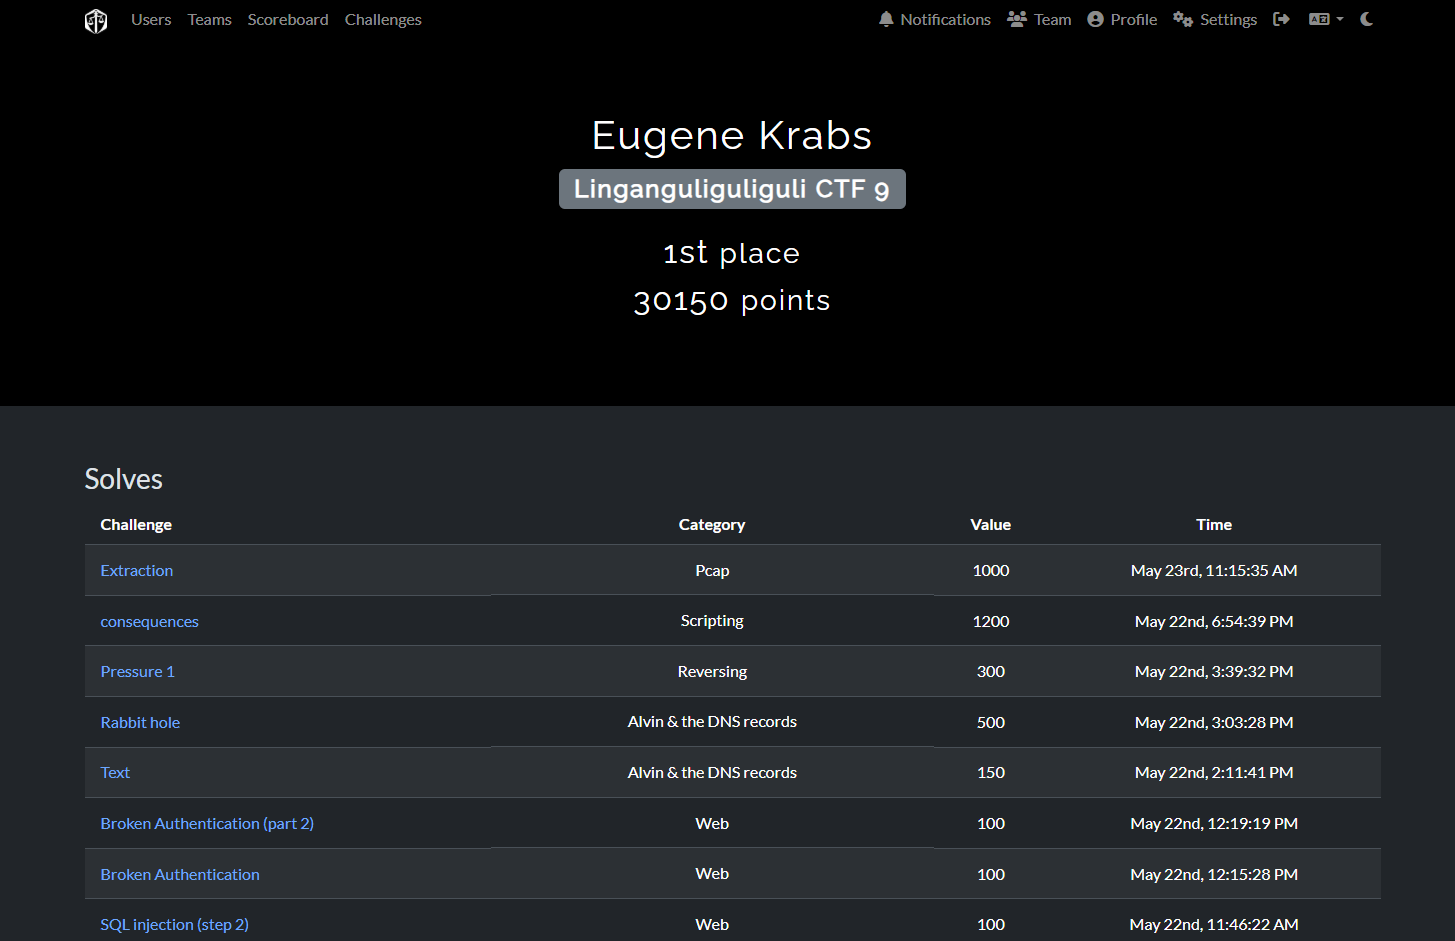 Users Teams Scoreboard Challenges Notifications Team Profile Settings
Eugene Krabs
Linganguliguliguli CTF 9
1st place
30150 points
Solves
Challenge Category Value Time
Extraction Pcap 1000 May 23rd, 11:15:35 AM
consequences Scripting 1200 May 22nd, 6:54:39 PM
Pressure 1 Reversing 300 May 22nd, 3:39:32 PM
Rabbit hole Alvin & the DNS records 500 May 22nd, 3:03:28 PM
Text Alvin & the DNS records 150 May 22nd, 2:11:41 PM
Broken Authentication (part 2) Web 100 May 22nd, 12:19:19 PM
Broken Authentication Web 100 May 22nd, 12:15:28 PM
SQL injection (step 2) Web 100 May 22nd, 11:46:22 AM